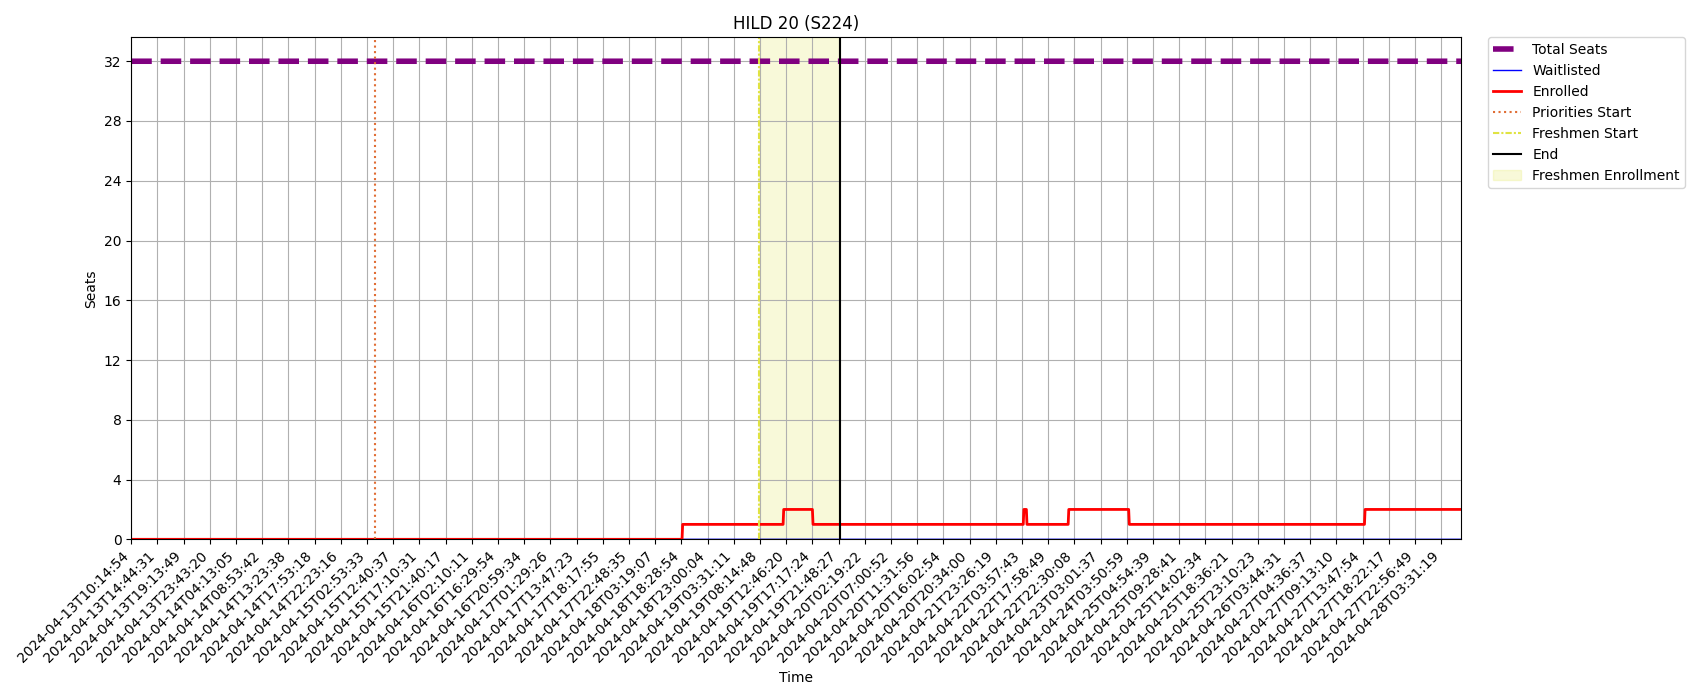 HILD 20 (S224)
Total Seats
Waitlisted
Enrolled
Priorities Start
Freshmen Start
End
Freshmen Enrollment
Seats
32
28
24
20
16
12
8
4
0
2024-04-13T10:14:54
2024-04-13T14:44:31
2024-04-13T19:13:49
2024-04-13T23:43:20
2024-04-14T04:13:05
2024-04-14T08:53:42
2024-04-14T13:23:38
2024-04-14T17:53:18
2024-04-14T22:23:16
2024-04-15T02:53:33
2024-04-15T12:40:37
2024-04-15T17:10:31
2024-04-15T21:40:17
2024-04-16T02:10:11
2024-04-16T16:29:54
2024-04-16T20:59:34
2024-04-17T01:29:26
2024-04-17T13:47:23
2024-04-17T18:17:55
2024-04-17T22:48:35
2024-04-18T03:19:07
2024-04-18T18:28:54
2024-04-18T23:00:04
2024-04-19T03:31:11
2024-04-19T08:14:48
2024-04-19T12:46:20
2024-04-19T17:17:24
2024-04-19T21:48:27
2024-04-20T02:19:22
2024-04-20T07:00:52
2024-04-20T11:31:56
2024-04-20T16:02:54
2024-04-20T20:34:00
2024-04-21T23:26:19
2024-04-22T03:57:43
2024-04-22T17:58:49
2024-04-22T22:30:08
2024-04-23T03:01:37
2024-04-24T03:50:59
2024-04-25T04:54:39
2024-04-25T09:28:41
2024-04-25T14:02:34
2024-04-25T18:36:21
2024-04-25T23:10:23
2024-04-26T03:44:31
2024-04-27T04:36:37
2024-04-27T09:13:10
2024-04-27T13:47:54
2024-04-27T18:22:17
2024-04-27T22:56:49
2024-04-28T03:31:19
Time